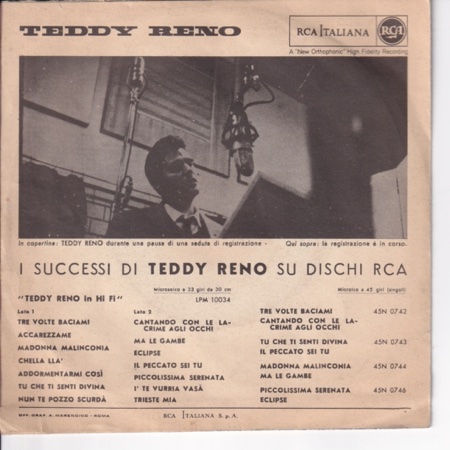 TEDDY RENO
RCA ITALIANA
RCA
A "New Orthophonic" High Fidelity Recording
In copertina: TEDDY RENO durante una pausa di una seduta di registrazione - Qui sopra: la registrazione è in corso.
I SUCCESSI DI TEDDY RENO SU DISCHI RCA
Microsolco a 33 giri da 30 cm
"TEDDY RENO in Hi Fi"
LPM 10034
Lato 1
TRE VOLTE BACIAMI
ACCAREZZAME
MADONNA MALINCONIA
CHELLA LLA'
ADDORMENTARMI COSÌ
TU CHE TI SENTI DIVINA
NUN TE POZZO SCURDÀ
Lato 2
CANTANDO CON LE LA-
CRIME AGLI OCCHI
MA LE GAMBE
ECLIPSE
IL PECCATO SEI TU
PICCOLISSIMA SERENATA
I' TE VURRIA VASÀ
TRIESTE MIA
Microsolco a 45 giri (singoli)
TRE VOLTE BACIAMI 45N 0742
CANTANDO CON LE LA-
CRIME AGLI OCCHI
TU CHE TI SENTI DIVINA 45N 0743
IL PECCATO SEI TU
MADONNA MALINCONIA 45N 0744
MA LE GAMBE
PICCOLISSIMA SERENATA 45N 0746
ECLIPSE
RCA ITALIANA S.p.A.